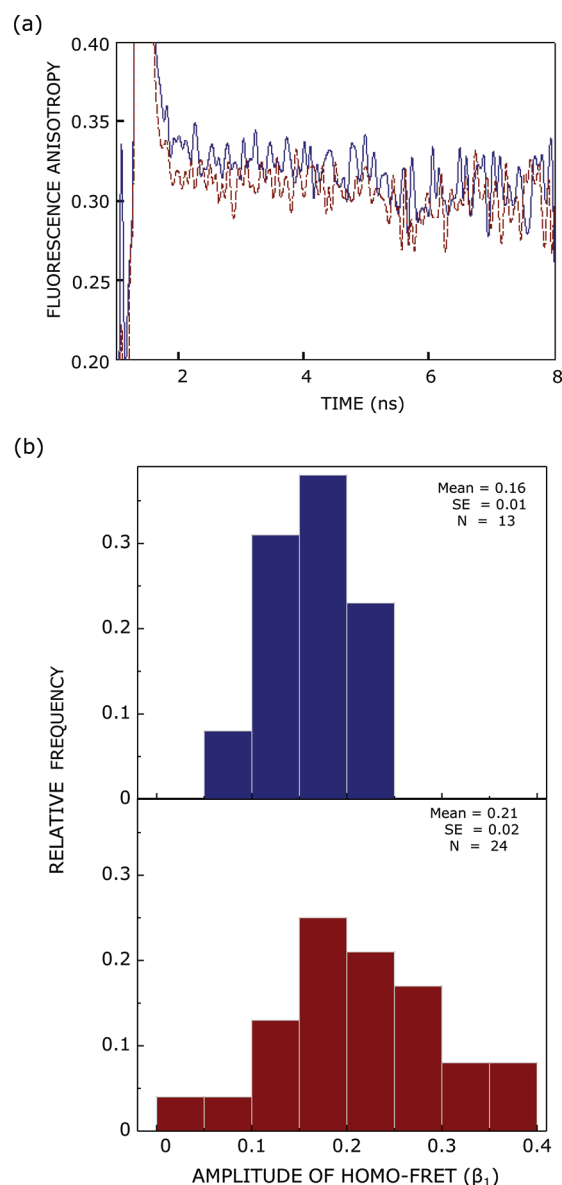 (a)
FLUORESCENCE ANISOTROPY
0.40
0.35
0.30
0.25
0.20
2
4
6
8
TIME (ns)
(b)
RELATIVE FREQUENCY
Mean = 0.16
SE = 0.01
N = 13
0.3
0.2
0.1
0
Mean = 0.21
SE = 0.02
N = 24
0.3
0.2
0.1
0
0
0.1
0.2
0.3
0.4
AMPLITUDE OF HOMO-FRET (β₁)